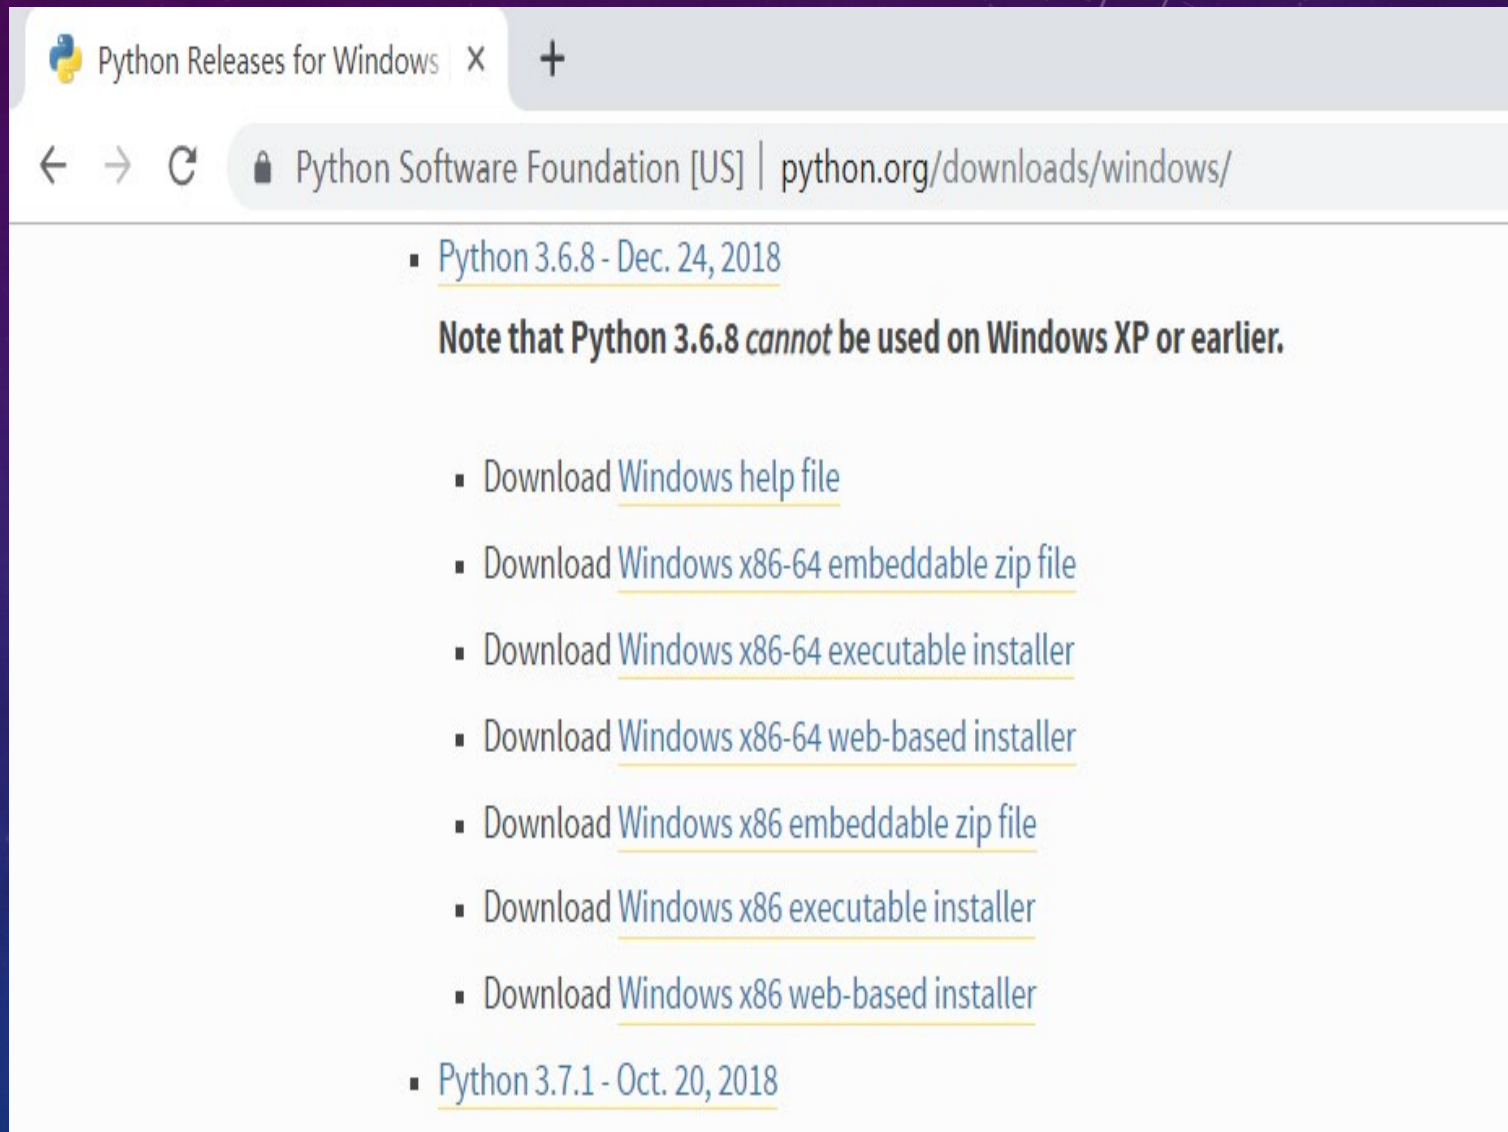 Python Releases for Windows
Python Software Foundation [US] | python.org/downloads/windows/
Python 3.6.8 - Dec. 24, 2018
Note that Python 3.6.8 cannot be used on Windows XP or earlier.
Download Windows help file
Download Windows x86-64 embeddable zip file
Download Windows x86-64 executable installer
Download Windows x86-64 web-based installer
Download Windows x86 embeddable zip file
Download Windows x86 executable installer
Download Windows x86 web-based installer
Python 3.7.1 - Oct. 20, 2018